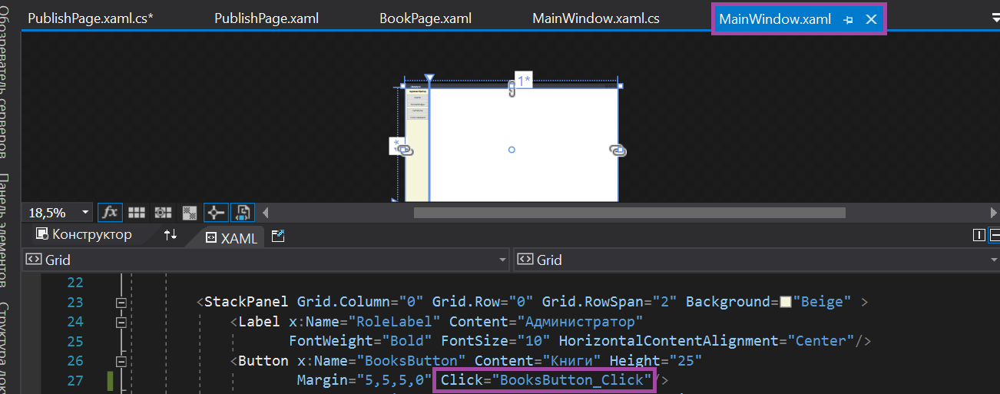 PublishPage.xaml.cs* PublishPage.xaml BookPage.xaml MainWindow.xaml.cs MainWindow.xaml
Обозреватель серверов
Панель элементов
1*
18,5% fx
Конструктор XAML
Grid Grid
22
23 <StackPanel Grid.Column="0" Grid.Row="0" Grid.RowSpan="2" Background="Beige" >
24 <Label x:Name="RoleLabel" Content="Администратор"
25 FontWeight="Bold" FontSize="10" HorizontalContentAlignment="Center"/>
26 <Button x:Name="BooksButton" Content="Книги" Height="25"
27 Margin="5,5,5,0" Click="BooksButton_Click"/>